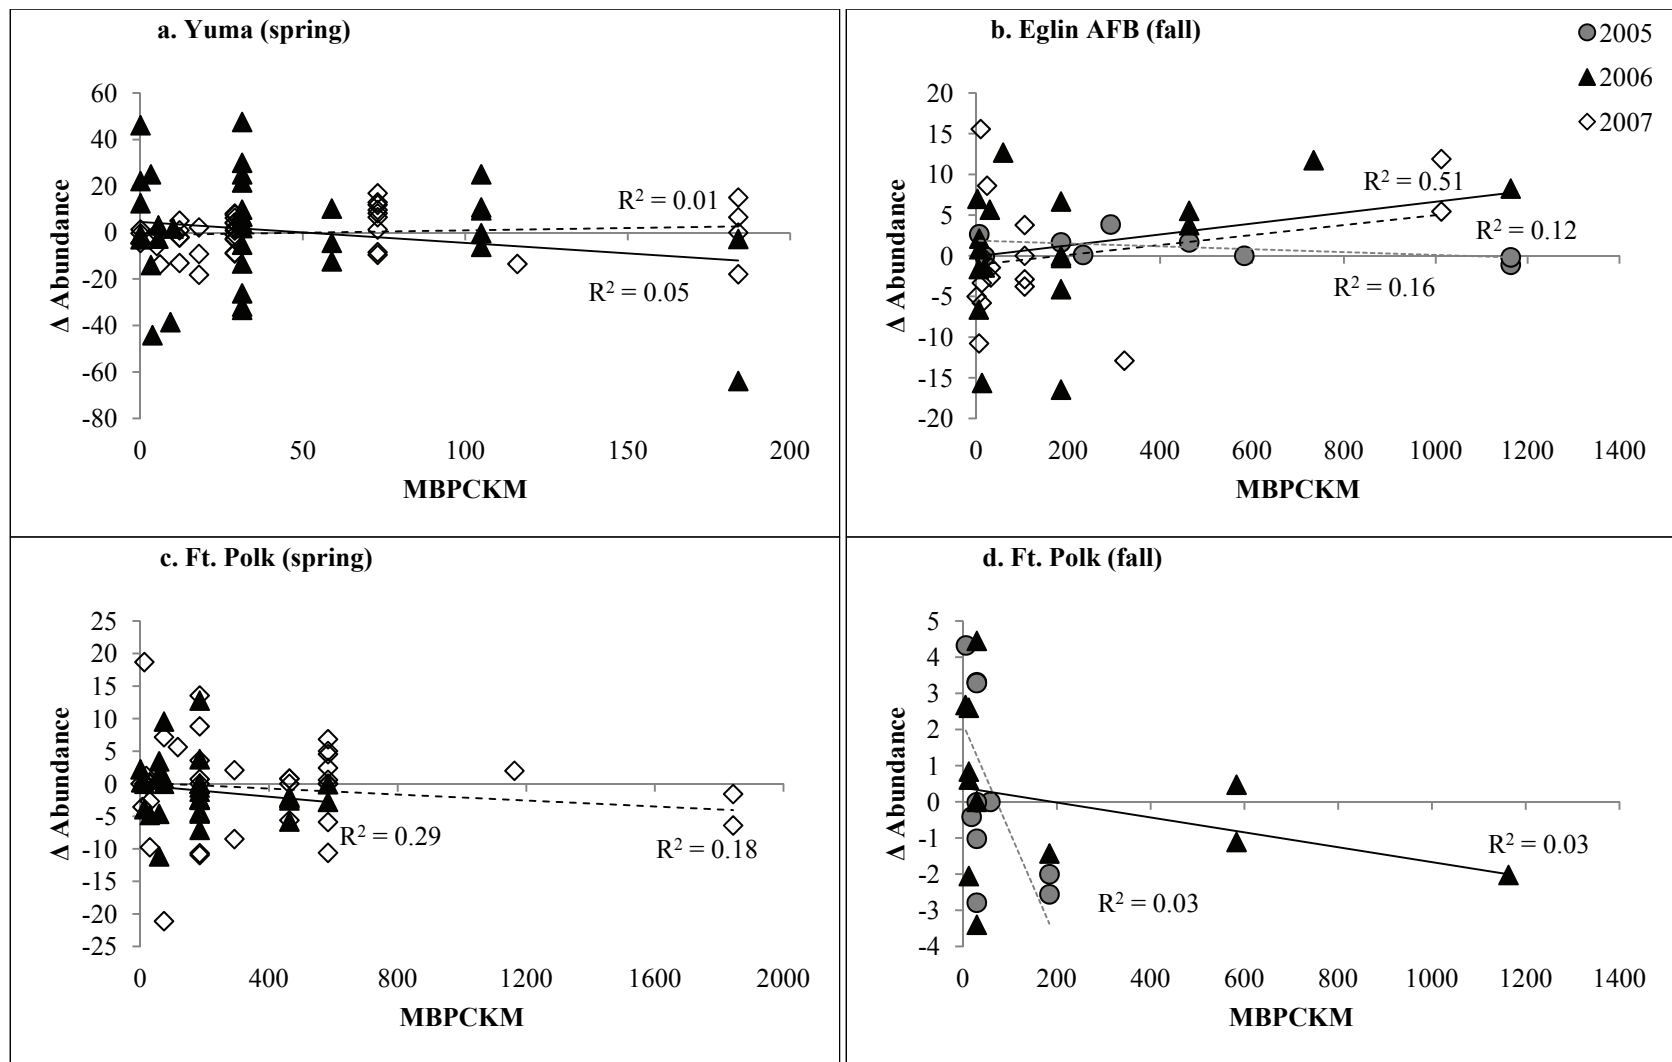 a. Yuma (spring)
60
40
20
0
-20
-40
-60
-80
Δ Abundance
0 50 100 150 200
MBPCKM
R² = 0.01
R² = 0.05
b. Eglin AFB (fall)
2005
2006
2007
20
15
10
5
0
-5
-10
-15
-20
Δ Abundance
0 200 400 600 800 1000 1200 1400
MBPCKM
R² = 0.51
R² = 0.12
R² = 0.16
c. Ft. Polk (spring)
25
20
15
10
5
0
-5
-10
-15
-20
-25
Δ Abundance
0 400 800 1200 1600 2000
MBPCKM
R² = 0.29
R² = 0.18
d. Ft. Polk (fall)
5
4
3
2
1
0
-1
-2
-3
-4
Δ Abundance
0 200 400 600 800 1000 1200 1400
MBPCKM
R² = 0.03
R² = 0.03